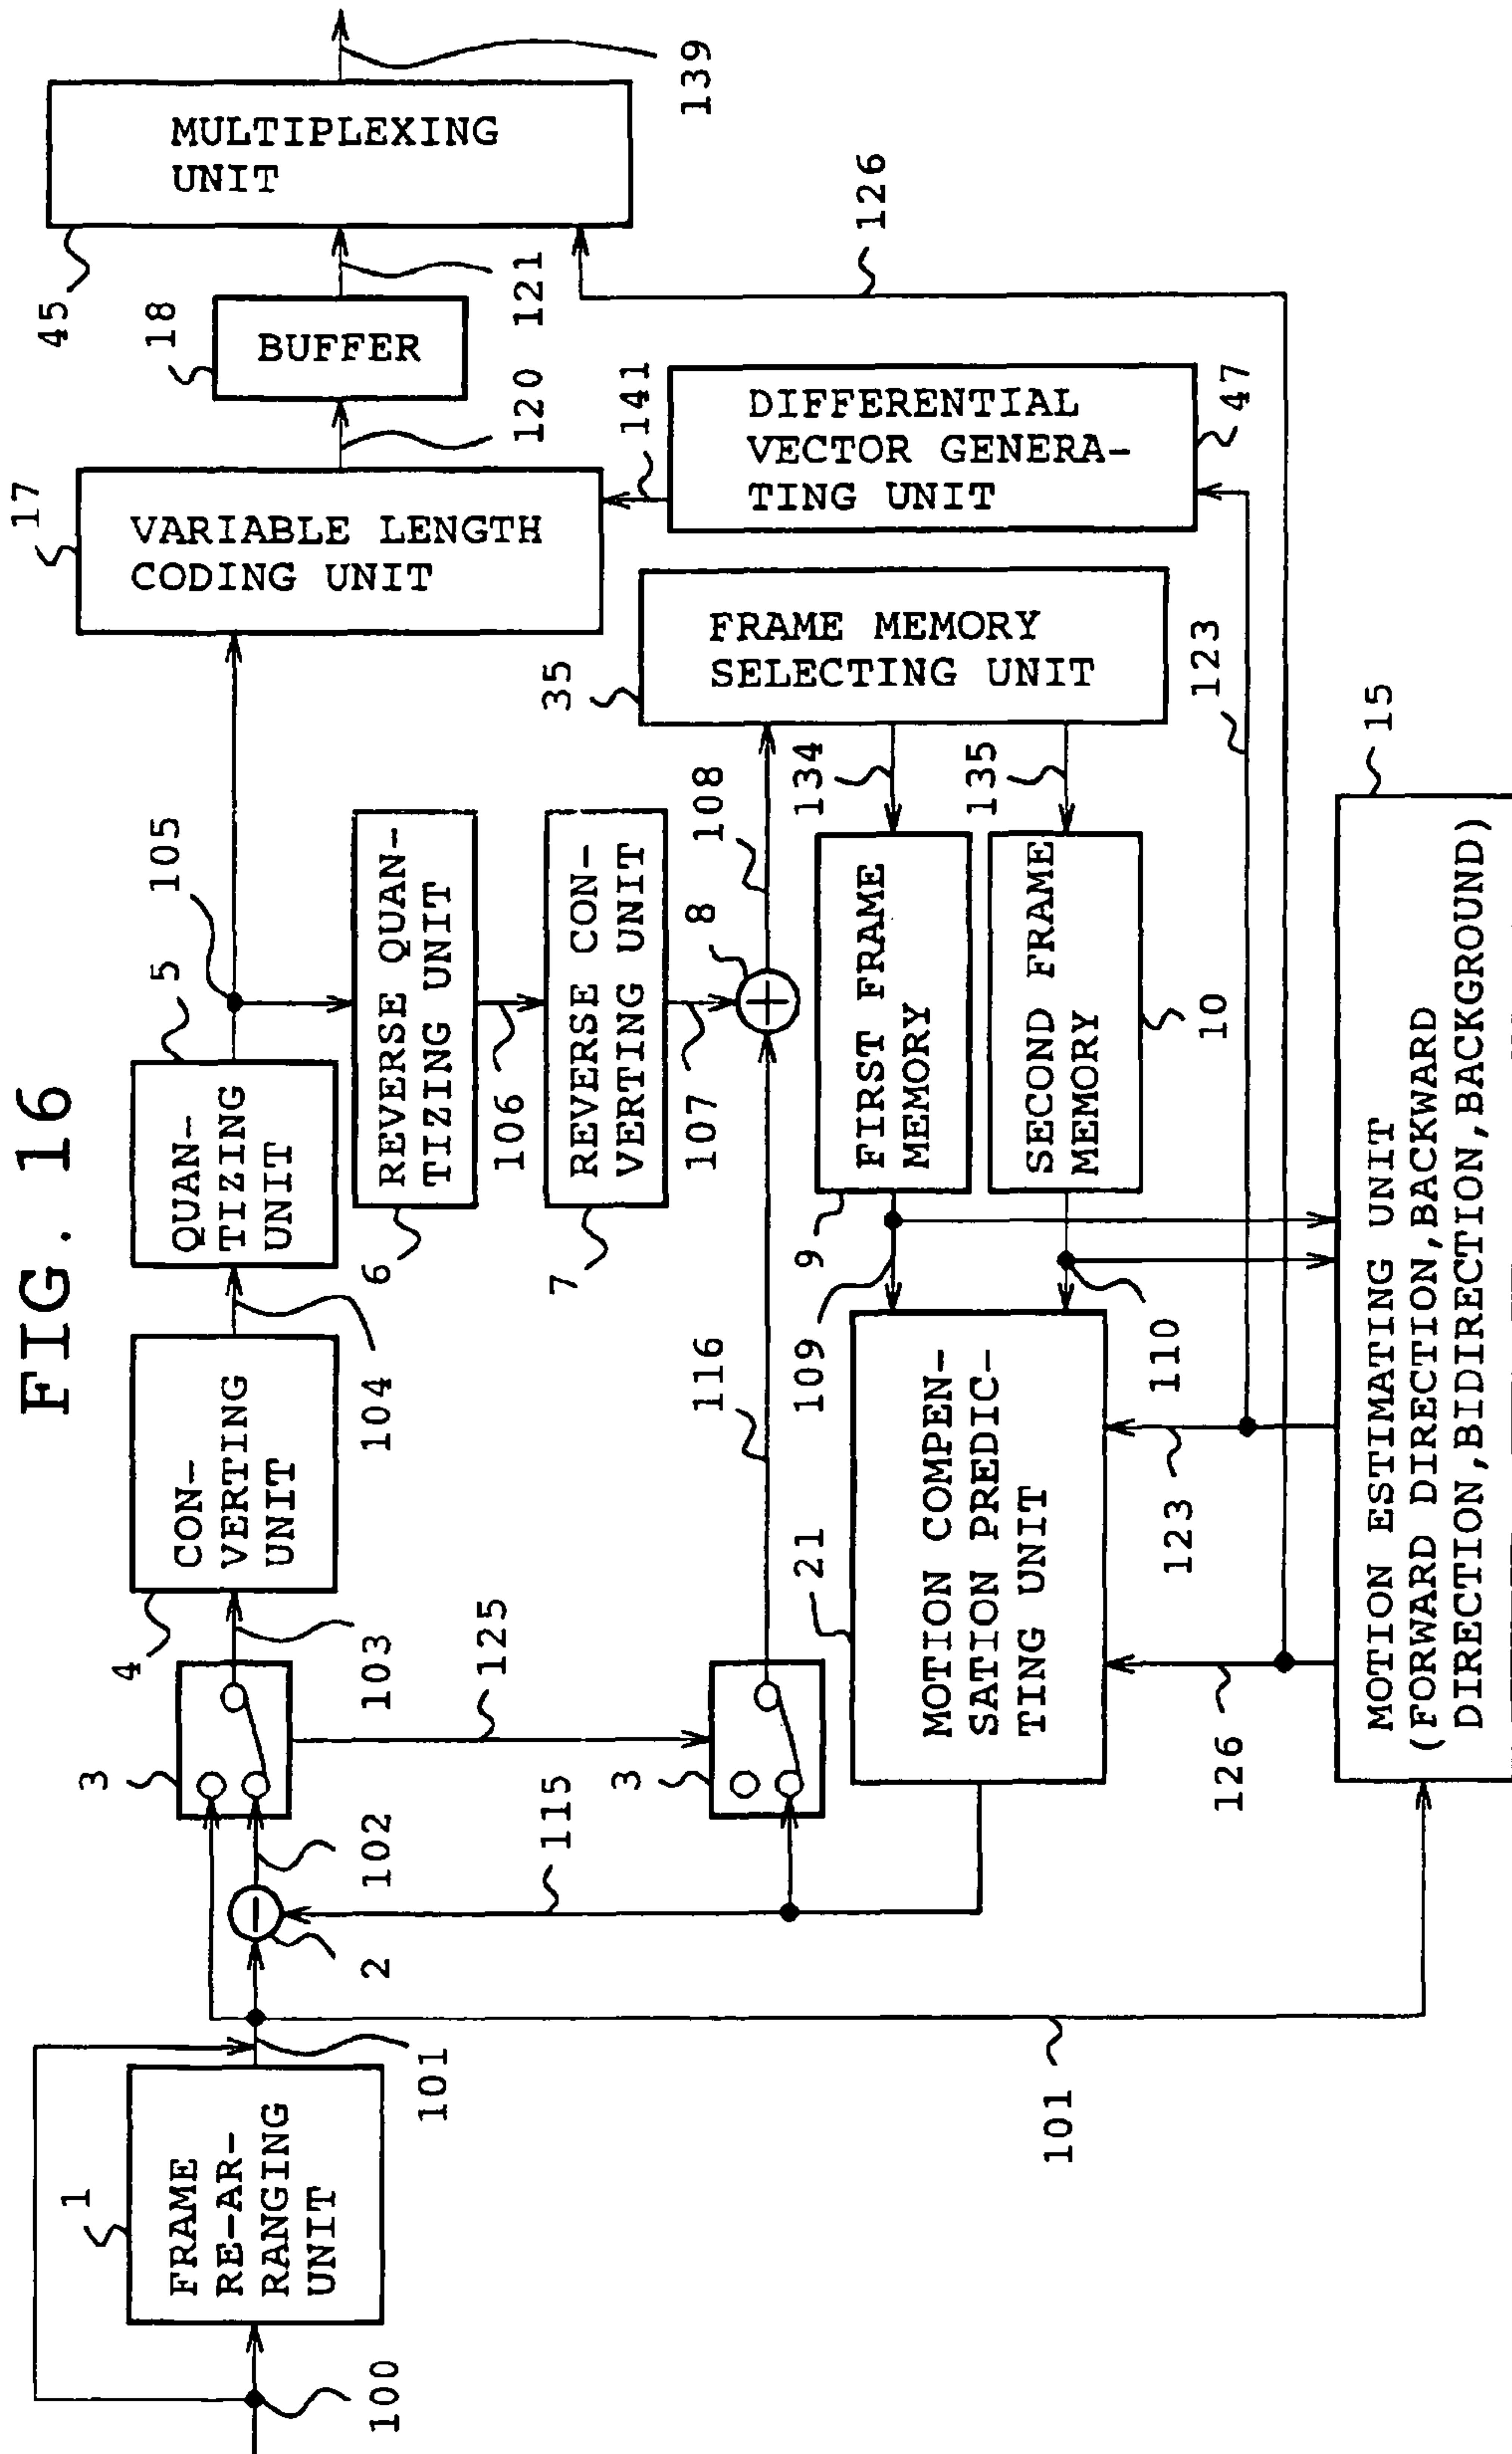 FIG. 16
1
FRAME
RE-AR-
RANGING
UNIT
100
101
2
102
3
103
4
CON-
VERTING
UNIT
104
5
QUAN-
TIZING
UNIT
105
17
VARIABLE LENGTH
CODING UNIT
120
18
BUFFER
121
45
MULTIPLEXING
UNIT
139
125
6
REVERSE QUAN-
TIZING UNIT
106
7
REVERSE CON-
VERTING UNIT
107
8
108
141
DIFFERENTIAL
VECTOR GENERA-
TING UNIT
47
126
115
3
116
35
FRAME MEMORY
SELECTING UNIT
134
135
9
FIRST FRAME
MEMORY
109
SECOND FRAME
MEMORY
10
110
21
MOTION COMPEN-
SATION PREDIC-
TING UNIT
101
126
123
123
15
MOTION ESTIMATING UNIT
(FORWARD DIRECTION,BACKWARD
DIRECTION,BIDIRECTION,BACKGROUND)